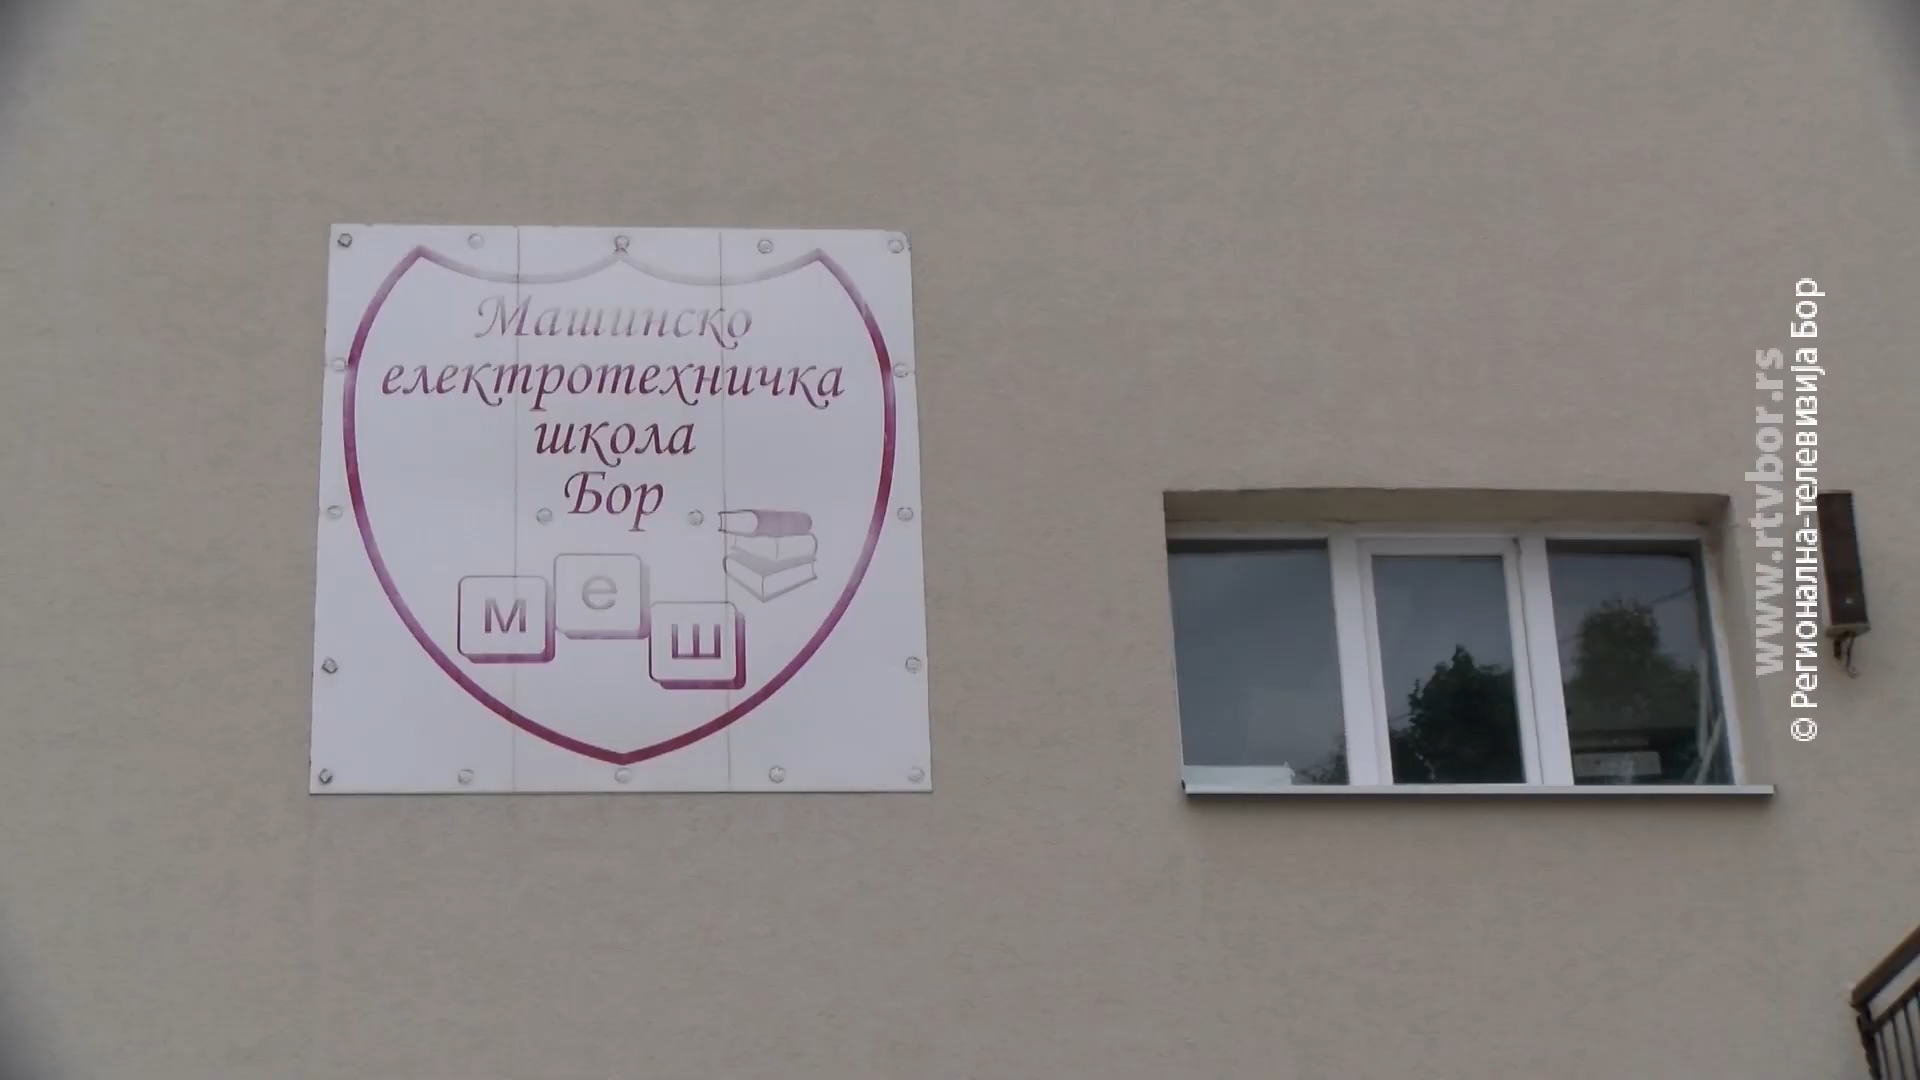 Машинско
електротехничка
школа
Бор
м
е
ш
www.rtvbor.rs
© Регионална-телевизија Бор